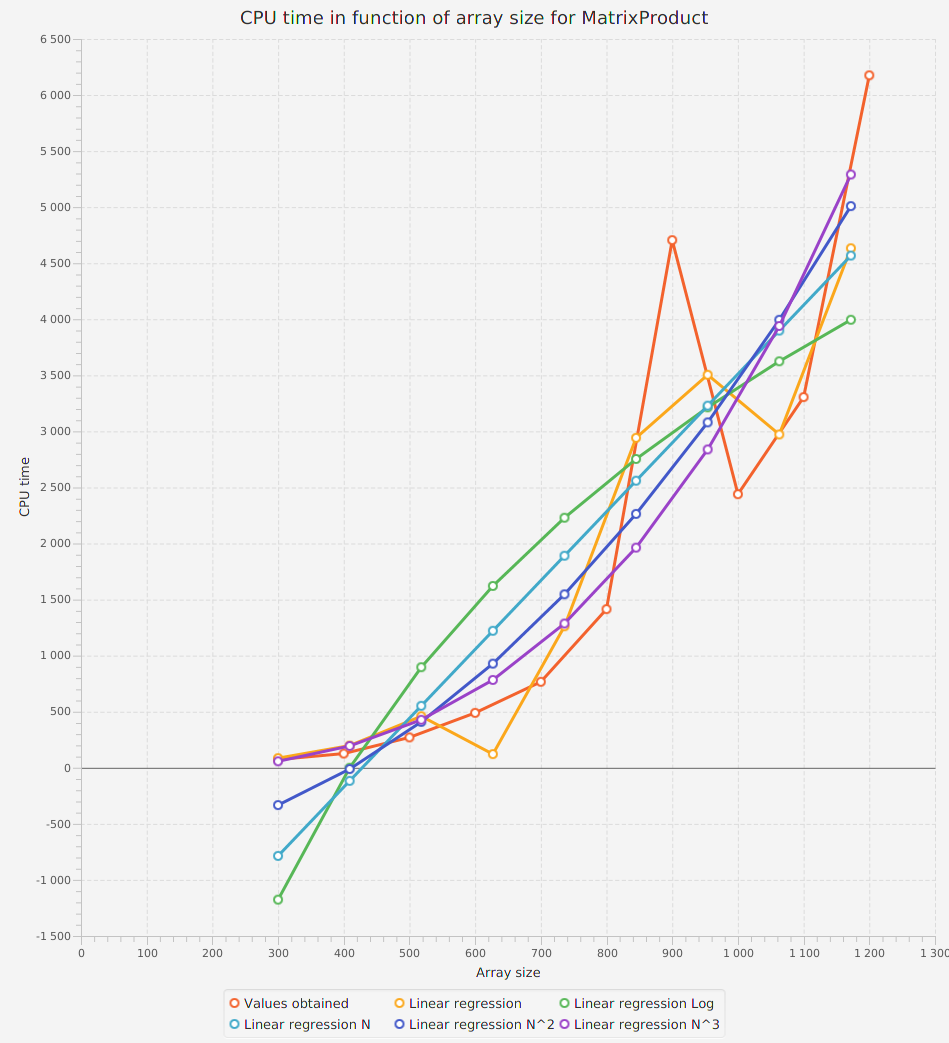 CPU time in function of array size for MatrixProduct
6 500
6 000
5 500
5 000
4 500
4 000
3 500
3 000
2 500
2 000
1 500
1 000
500
0
-500
-1 000
-1 500
CPU time
0 100 200 300 400 500 600 700 800 900 1 000 1 100 1 200 1 300
Array size
Values obtained Linear regression Linear regression Log
Linear regression N Linear regression N^2 Linear regression N^3